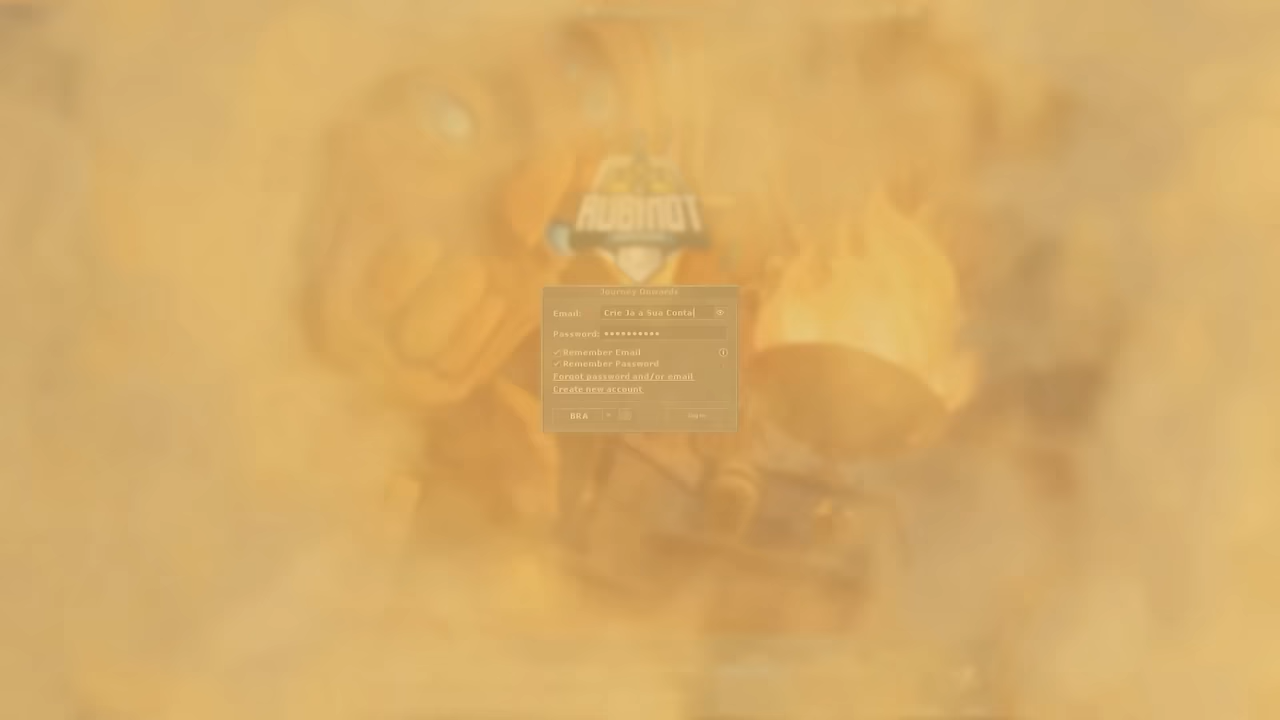 RUBINOT
Journey Onwards
Email: Crie Ja a Sua Conta
Password: ••••••••••
Remember Email
Remember Password
Forgot password and/or email
Create new account
BRA